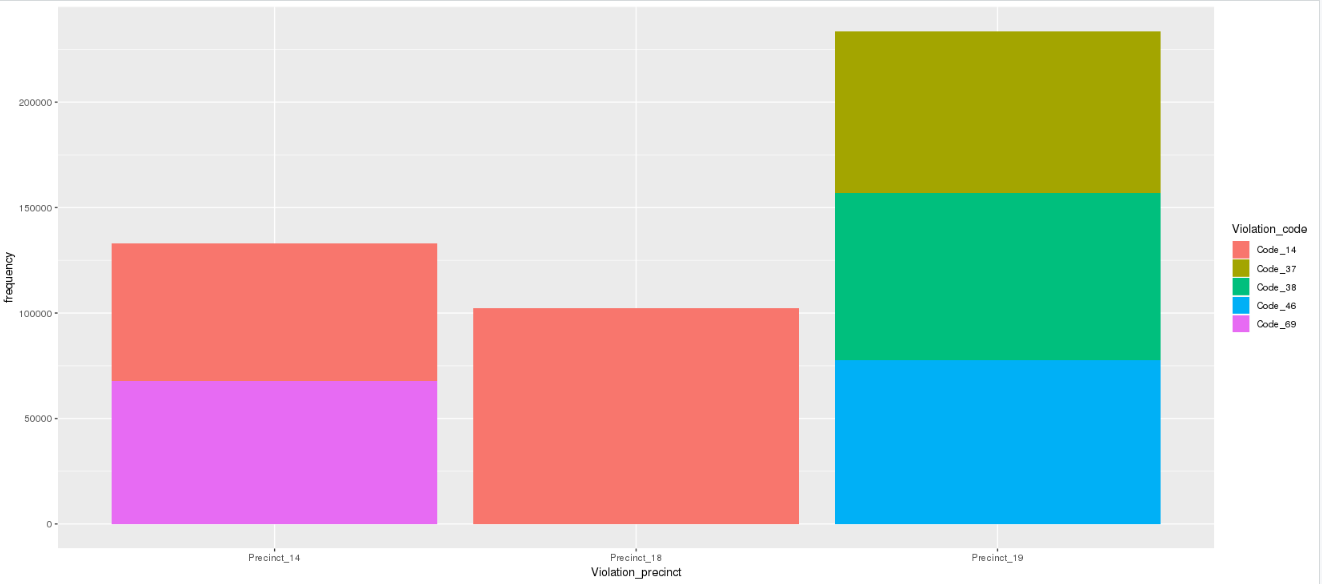 frequency
200000
150000
100000
50000
0
Precinct_14
Precinct_18
Precinct_19
Violation_precinct
Violation_code
Code_14
Code_37
Code_38
Code_46
Code_69